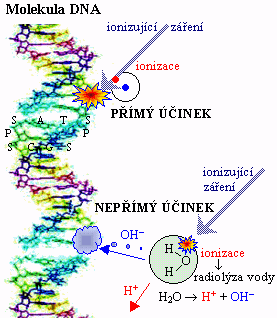 Molekula DNA
ionizující záření
ionizace
PŘÍMÝ ÚČINEK
S A T S
P P
S C G S
ionizující
záření
NEPŘÍMÝ ÚČINEK
OH⁻
H
O
H
ionizace
radiolýza vody
H⁺
H₂O → H⁺ + OH⁻